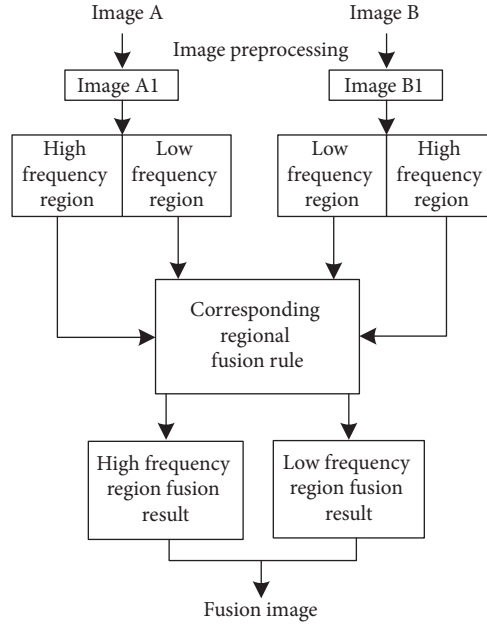 Image A
Image B
Image preprocessing
Image A1
Image B1
High
frequency
region
Low
frequency
region
Low
frequency
region
High
frequency
region
Corresponding
regional
fusion rule
High frequency
region fusion
result
Low frequency
region fusion
result
Fusion image